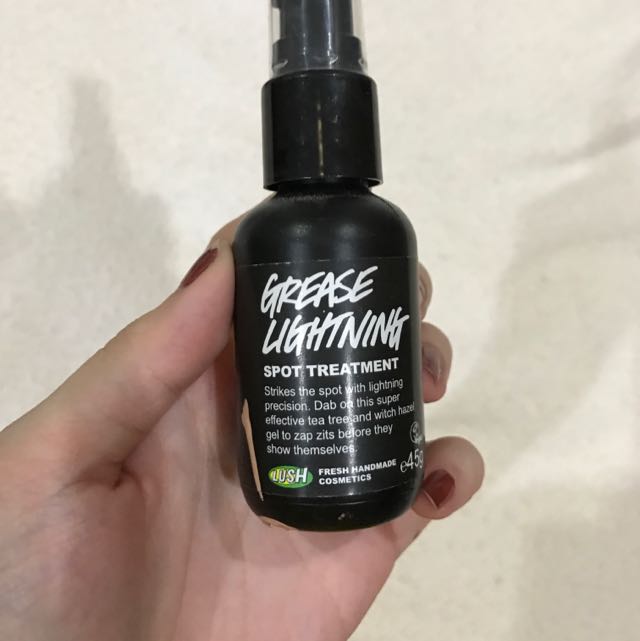 GREASE
LIGHTNING
SPOT TREATMENT
Strikes the spot with lightning
precision. Dab on this super
effective tea tree and witch hazel
gel to zap zits before they
show themselves.
LUSH
FRESH HANDMADE
COSMETICS
e45g